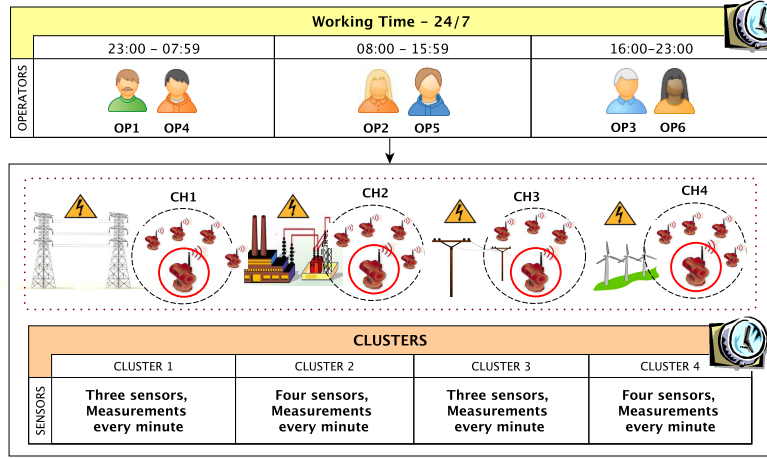 Working Time – 24/7
23:00 – 07:59
08:00 – 15:59
16:00–23:00
OPERATORS
OP1
OP4
OP2
OP5
OP3
OP6
CH1
CH2
CH3
CH4
CLUSTERS
CLUSTER 1
CLUSTER 2
CLUSTER 3
CLUSTER 4
SENSORS
Three sensors,
Measurements
every minute
Four sensors,
Measurements
every minute
Three sensors,
Measurements
every minute
Four sensors,
Measurements
every minute